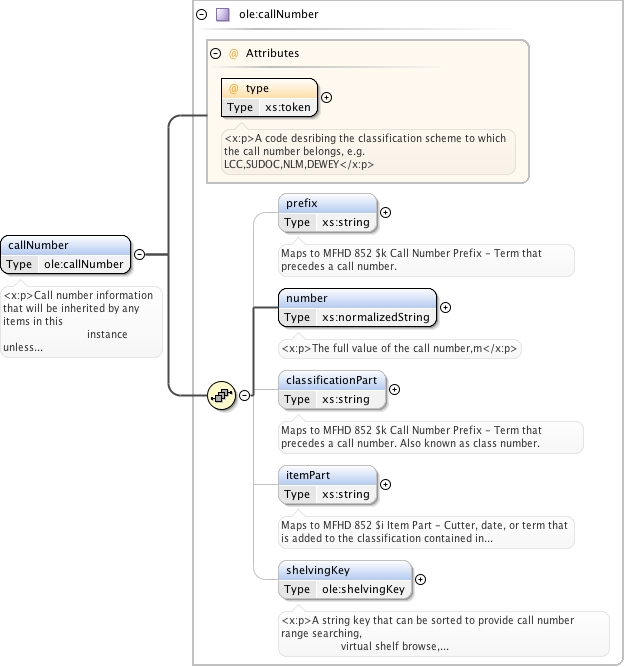 ole:callNumber
@ Attributes
@ type
Type xs:token
<x:p>A code desribing the classification scheme to which
the call number belongs, e.g.
LCC,SUDOC,NLM,DEWEY</x:p>
callNumber
Type ole:callNumber
<x:p>Call number information
that will be inherited by any
items in this
instance
unless...
prefix
Type xs:string
Maps to MFHD 852 $k Call Number Prefix - Term that
precedes a call number.
number
Type xs:normalizedString
<x:p>The full value of the call number,m</x:p>
classificationPart
Type xs:string
Maps to MFHD 852 $k Call Number Prefix - Term that
precedes a call number. Also known as class number.
itemPart
Type xs:string
Maps to MFHD 852 $i Item Part - Cutter, date, or term that
is added to the classification contained in...
shelvingKey
Type ole:shelvingKey
<x:p>A string key that can be sorted to provide call number
range searching,
virtual shelf browse,...